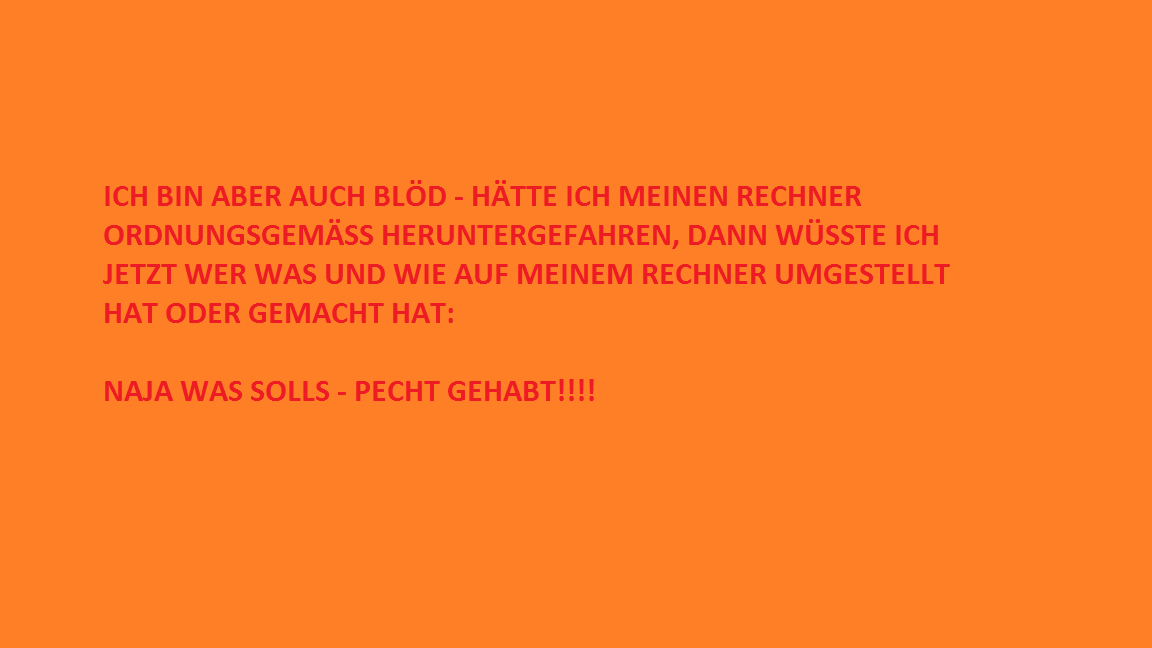 ICH BIN ABER AUCH BLÖD - HÄTTE ICH MEINEN RECHNER
ORDNUNGSGEMÄSS HERUNTERGEFAHREN, DANN WÜSSTE ICH
JETZT WER WAS UND WIE AUF MEINEM RECHNER UMGESTELLT
HAT ODER GEMACHT HAT:
NAJA WAS SOLLS - PECHT GEHABT!!!!